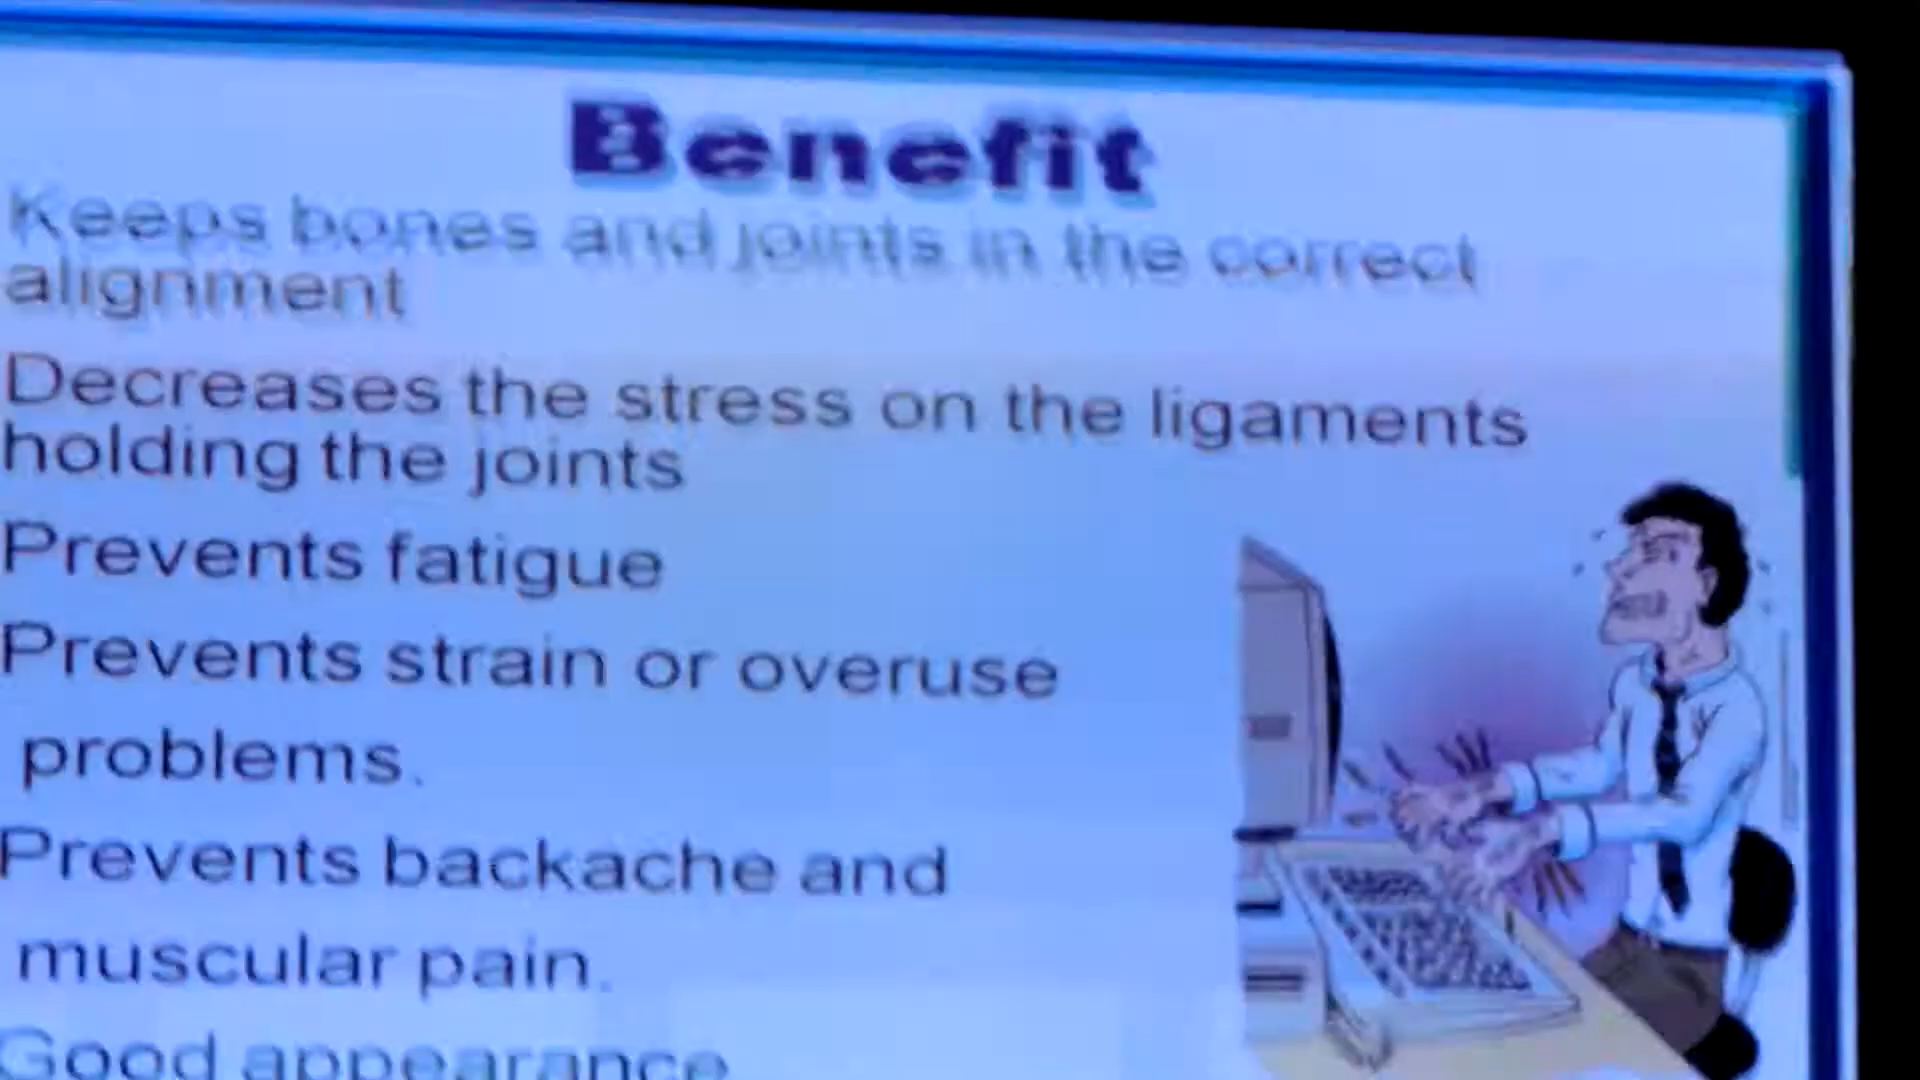 Benefit
Keeps bones and joints in the correct
alignment
Decreases the stress on the ligaments
holding the joints
Prevents fatigue
Prevents strain or overuse
problems.
Prevents backache and
muscular pain.
Good appearance